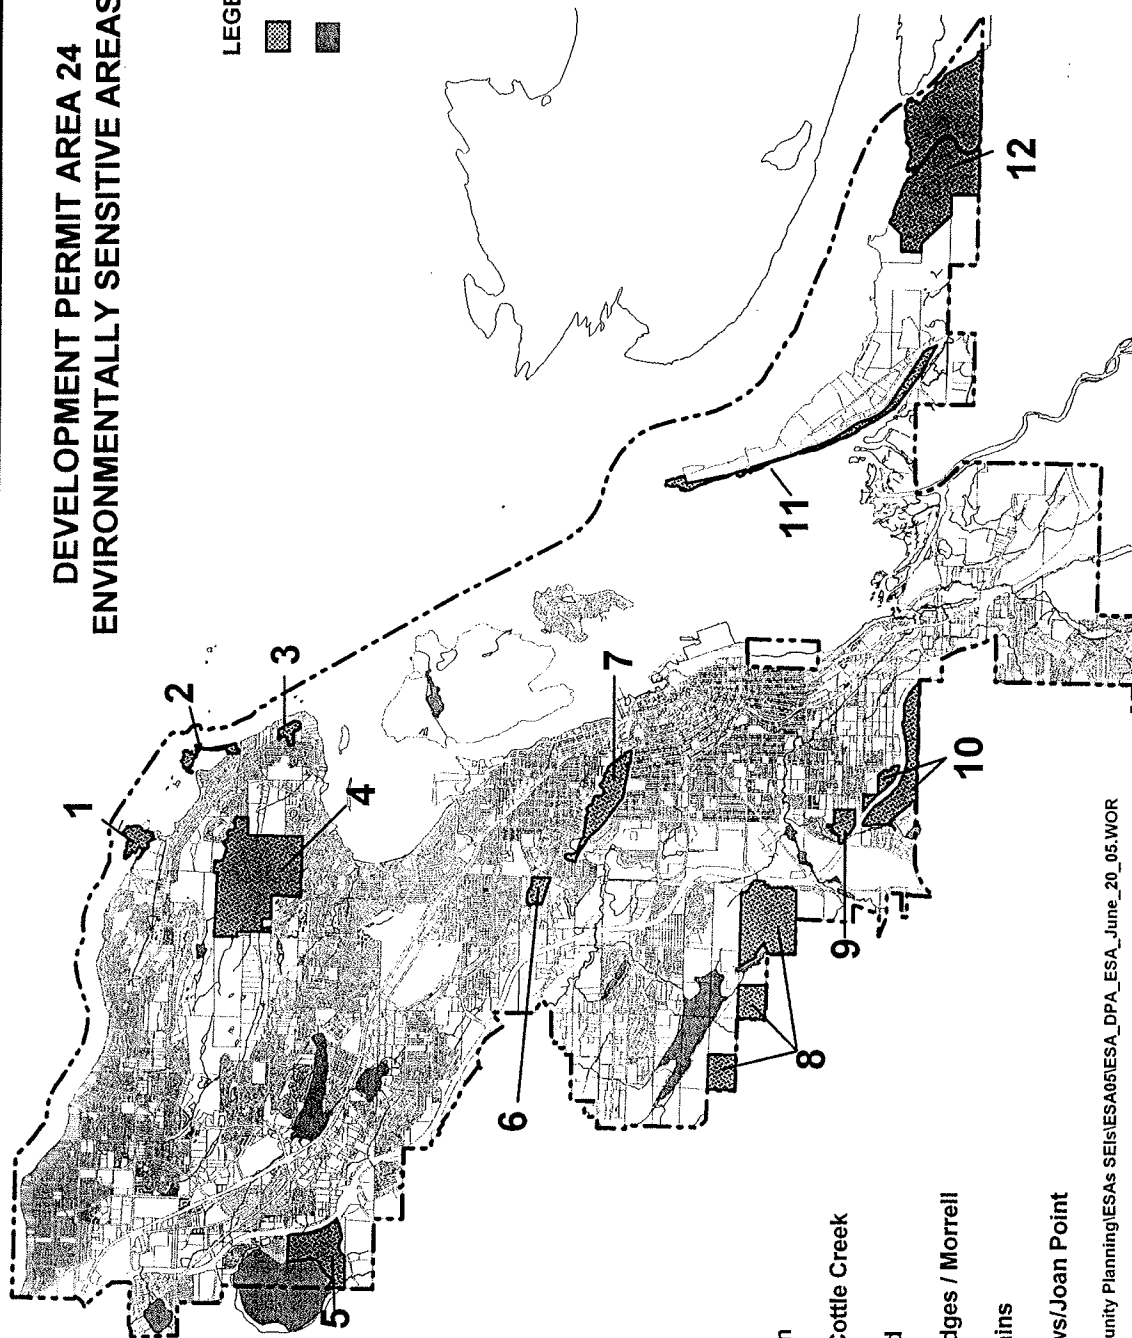 DEVELOPMENT PERMIT AREA 24
ENVIRONMENTALLY SENSITIVE AREAS
LEGE
1
2
3
4
5
6
7
8
9
10
11
12
n
Cottle Creek
d
dges / Morrell
ins
ws/Joan Point
unity Planning\ESAs SEIs\ESA05\ESA_DPA_ESA_June_20_05.WOR